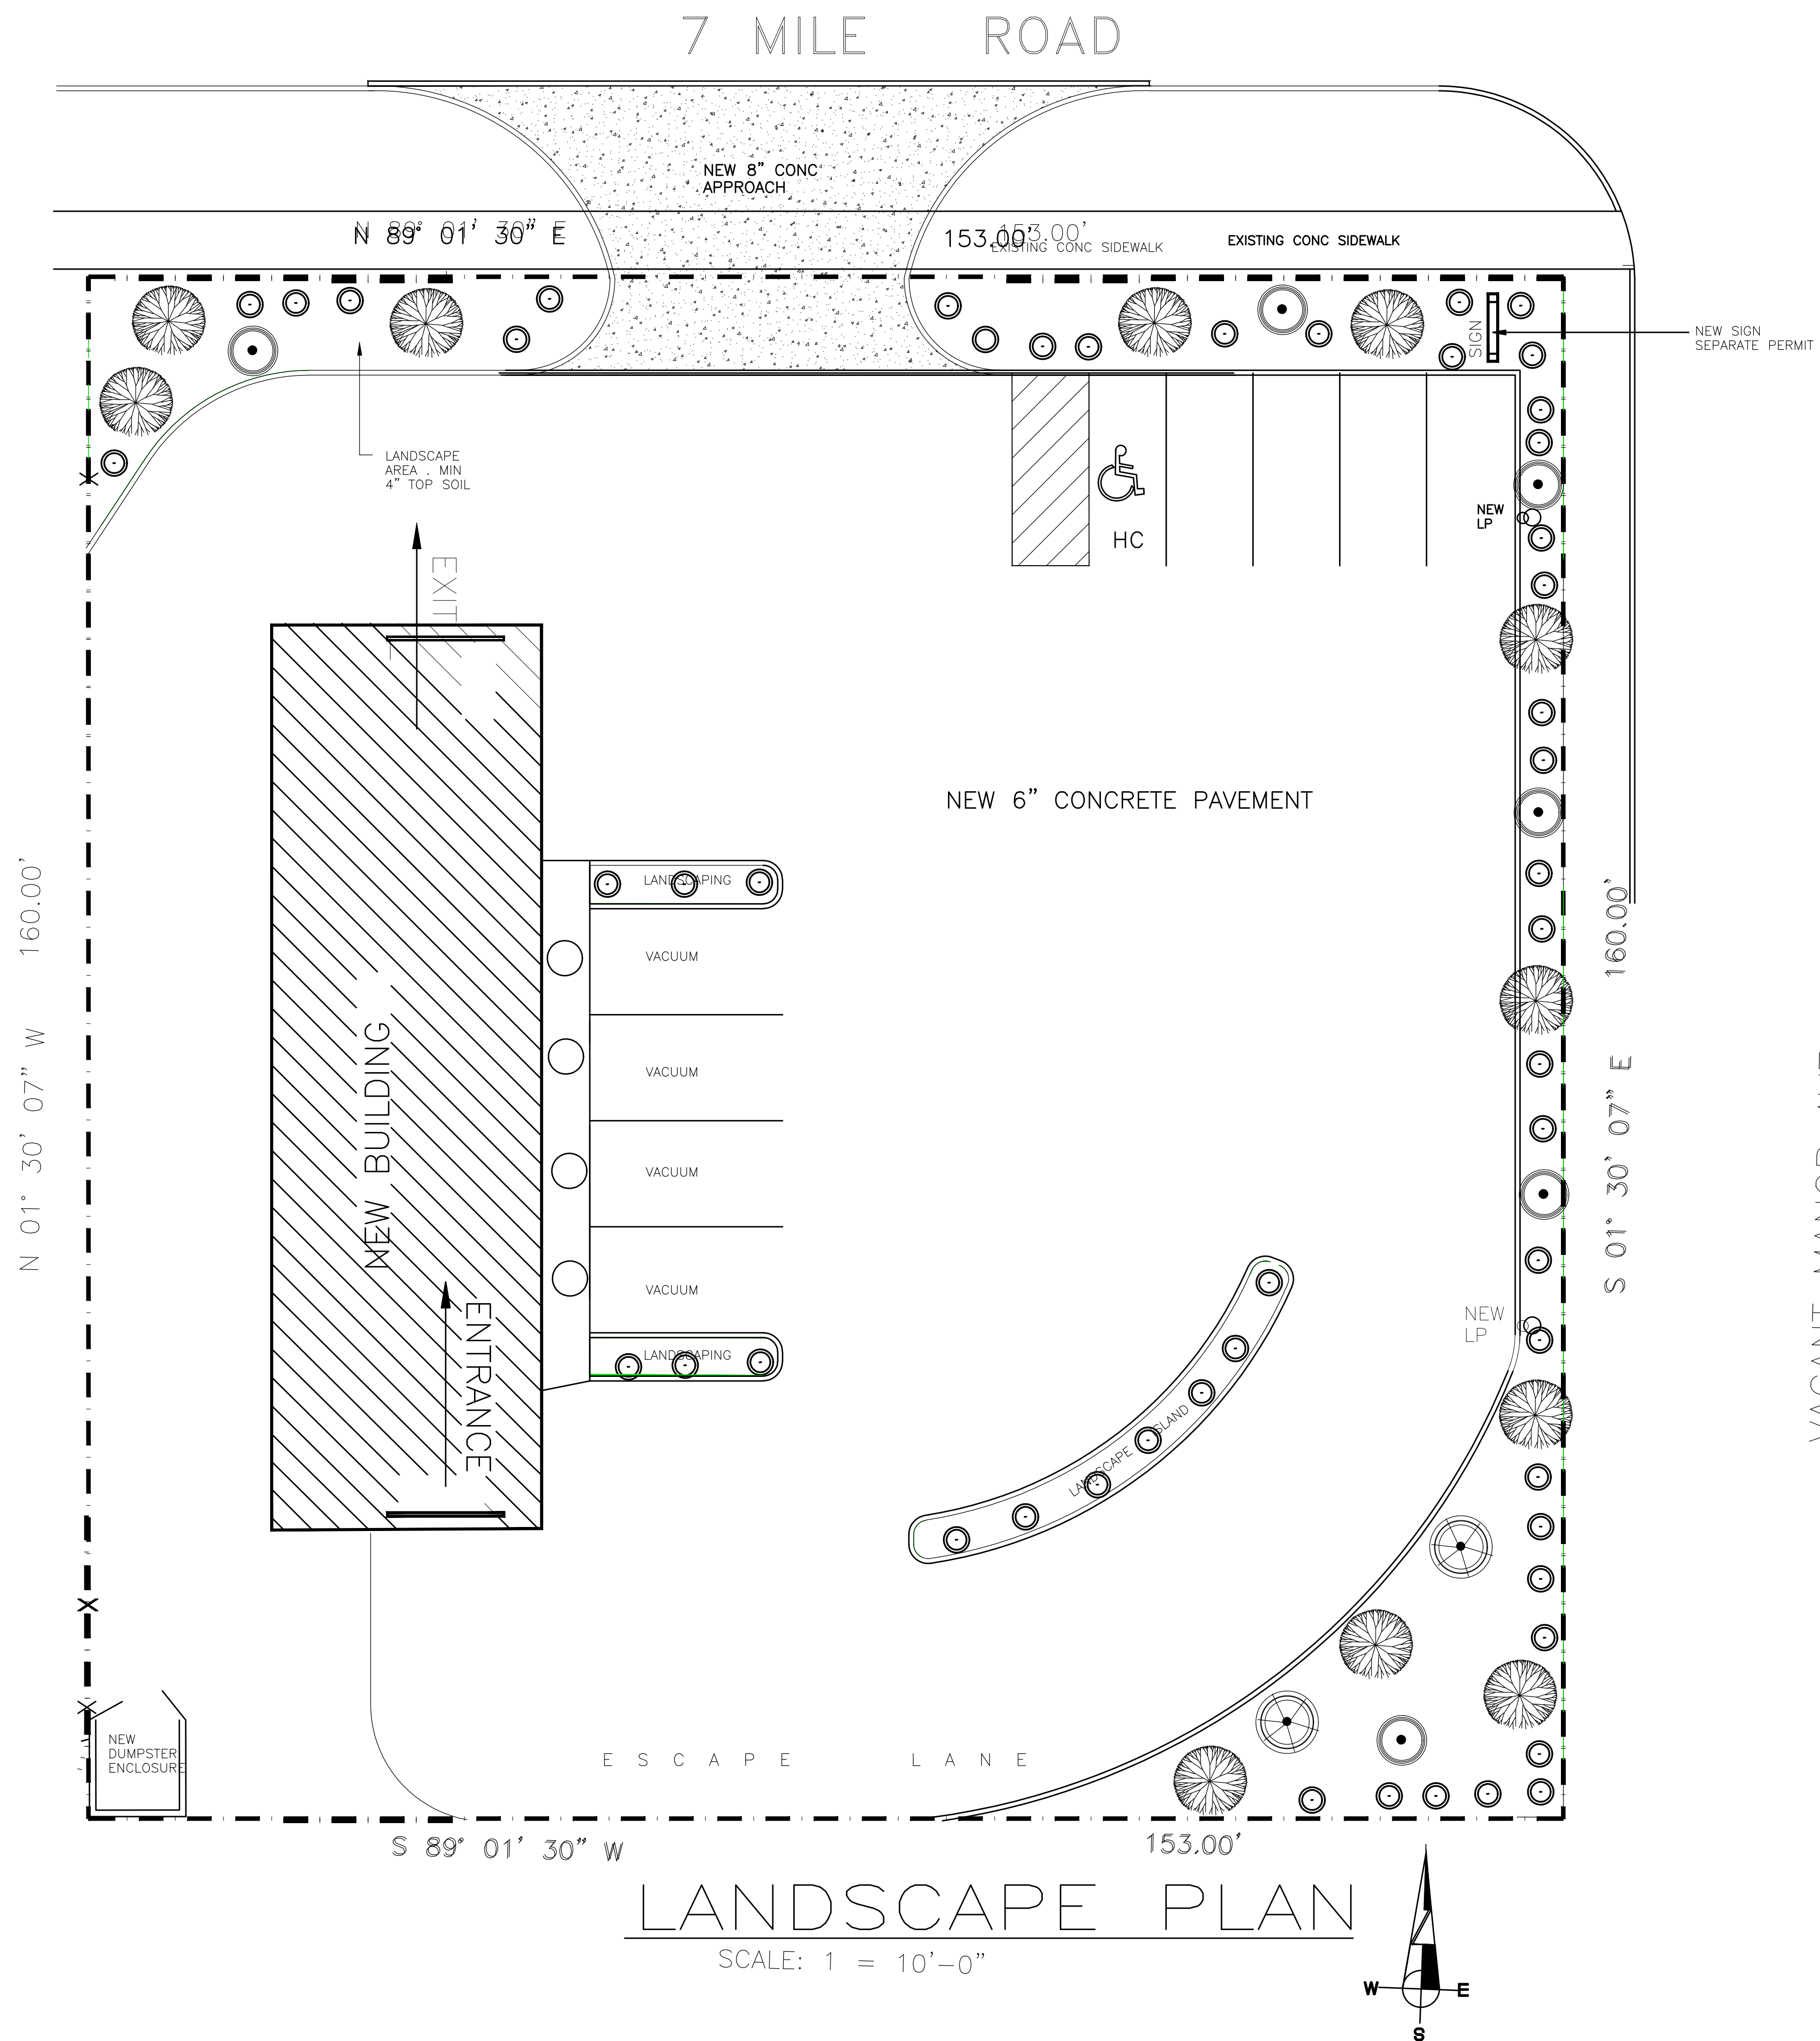 7 MILE ROAD
NEW 8” CONC
APPROACH
N 89° 01’ 30” E
153.00’
153.00’
EXISTING CONC SIDEWALK
EXISTING CONC SIDEWALK
SIGN
NEW SIGN
SEPARATE PERMIT
LANDSCAPE
AREA . MIN
4” TOP SOIL
HC
NEW
LP
EXIT
NEW 6” CONCRETE PAVEMENT
LANDSCAPING
VACUUM
VACUUM
VACUUM
VACUUM
LANDSCAPING
NEW BUILDING
ENTRANCE
N 01° 30’ 07” W 160.00’
S 01° 30’ 07” E 160.00’
NEW
LP
LANDSCAPE ISLAND
NEW
DUMPSTER
ENCLOSURE
ESCAPE LANE
S 89° 01’ 30” W
153.00’
LANDSCAPE PLAN
SCALE: 1 = 10’-0”
W
E
S